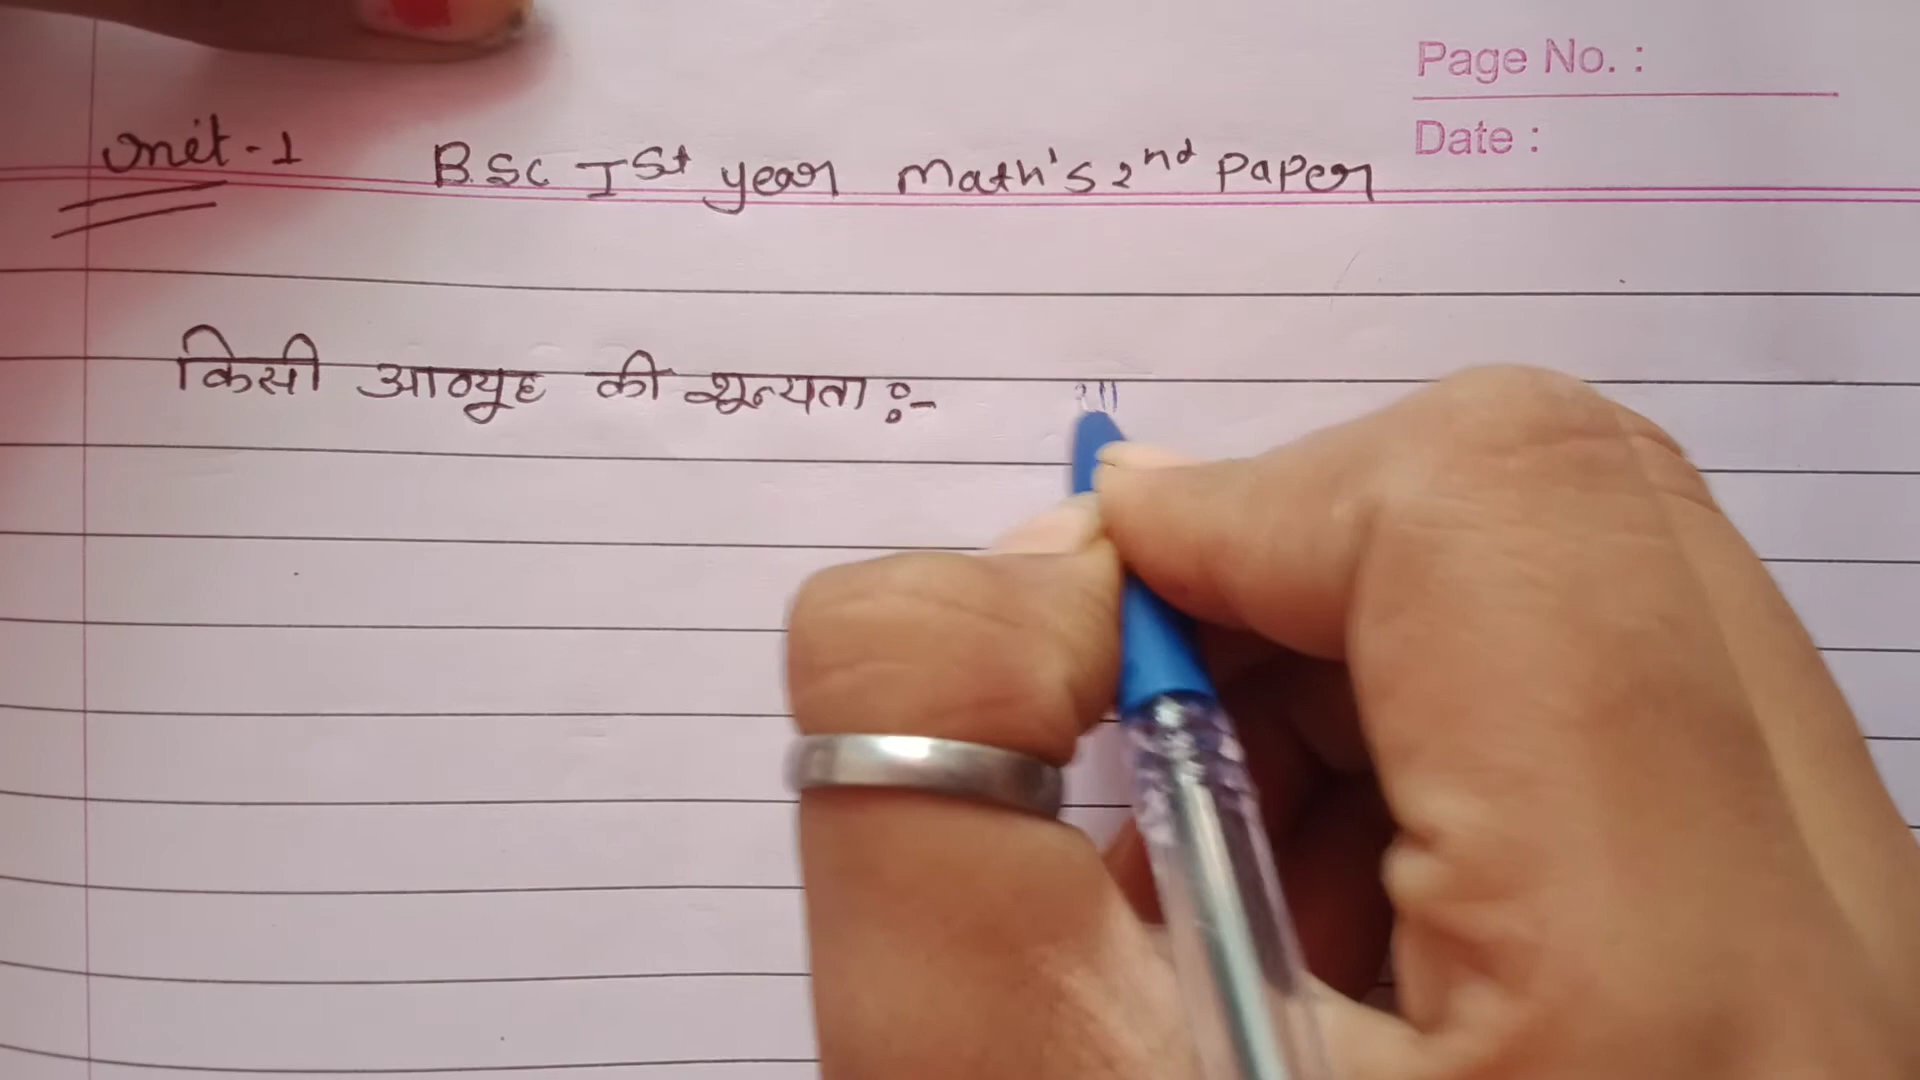 Page No. :
Date :
Unit - 1 B.Sc Ist year Math's 2nd Paper
किसी आव्यूह की शून्यता :-